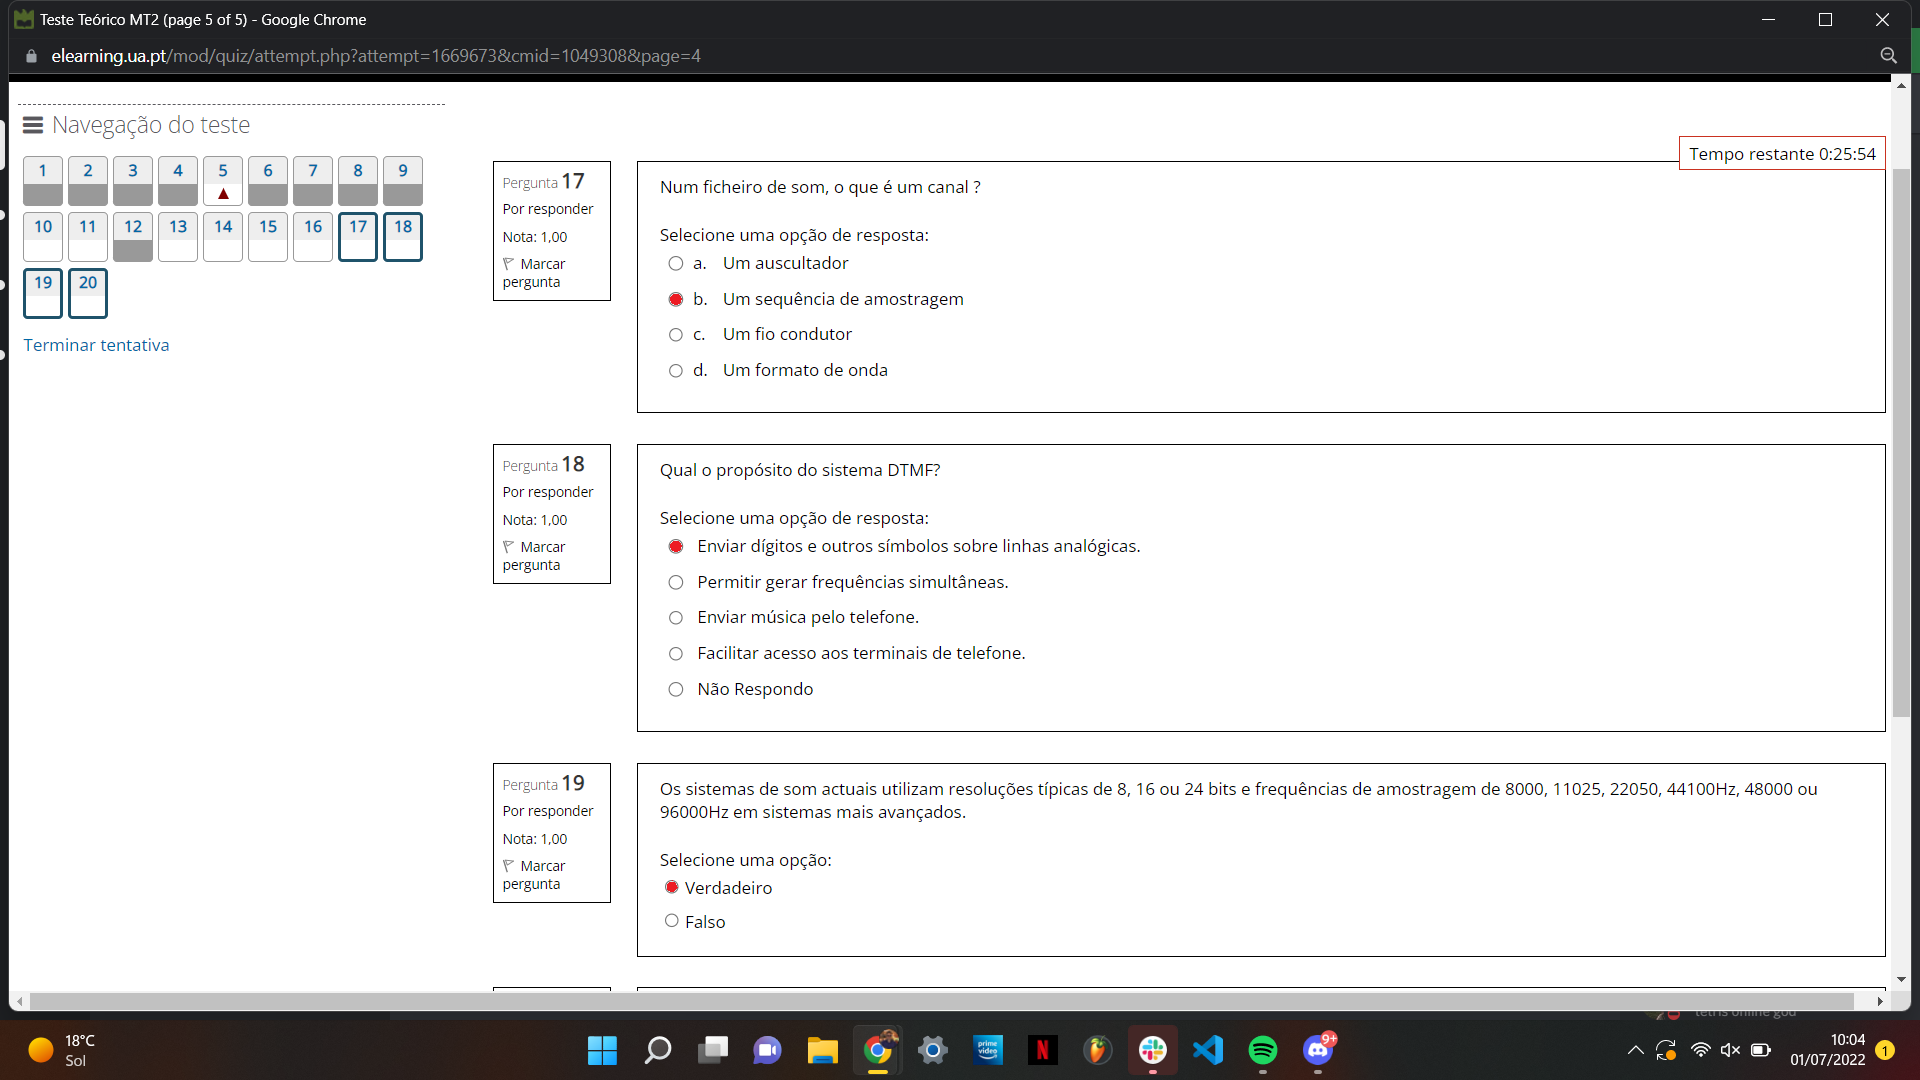 Teste Teórico MT2 (page 5 of 5) - Google Chrome
elearning.ua.pt/mod/quiz/attempt.php?attempt=1669673&cmid=1049308&page=4
Navegação do teste
1 2 3 4 5 6 7 8 9
10 11 12 13 14 15 16 17 18
19 20
Terminar tentativa
Tempo restante 0:25:54
Pergunta 17
Por responder
Nota: 1,00
Marcar
pergunta
Num ficheiro de som, o que é um canal ?
Selecione uma opção de resposta:
a. Um auscultador
b. Um sequência de amostragem
c. Um fio condutor
d. Um formato de onda
Pergunta 18
Por responder
Nota: 1,00
Marcar
pergunta
Qual o propósito do sistema DTMF?
Selecione uma opção de resposta:
Enviar dígitos e outros símbolos sobre linhas analógicas.
Permitir gerar frequências simultâneas.
Enviar música pelo telefone.
Facilitar acesso aos terminais de telefone.
Não Respondo
Pergunta 19
Por responder
Nota: 1,00
Marcar
pergunta
Os sistemas de som actuais utilizam resoluções típicas de 8, 16 ou 24 bits e frequências de amostragem de 8000, 11025, 22050, 44100Hz, 48000 ou
96000Hz em sistemas mais avançados.
Selecione uma opção:
Verdadeiro
Falso
tetris online god
18°C
Sol
prime
video
N
9+
10:04
01/07/2022
1